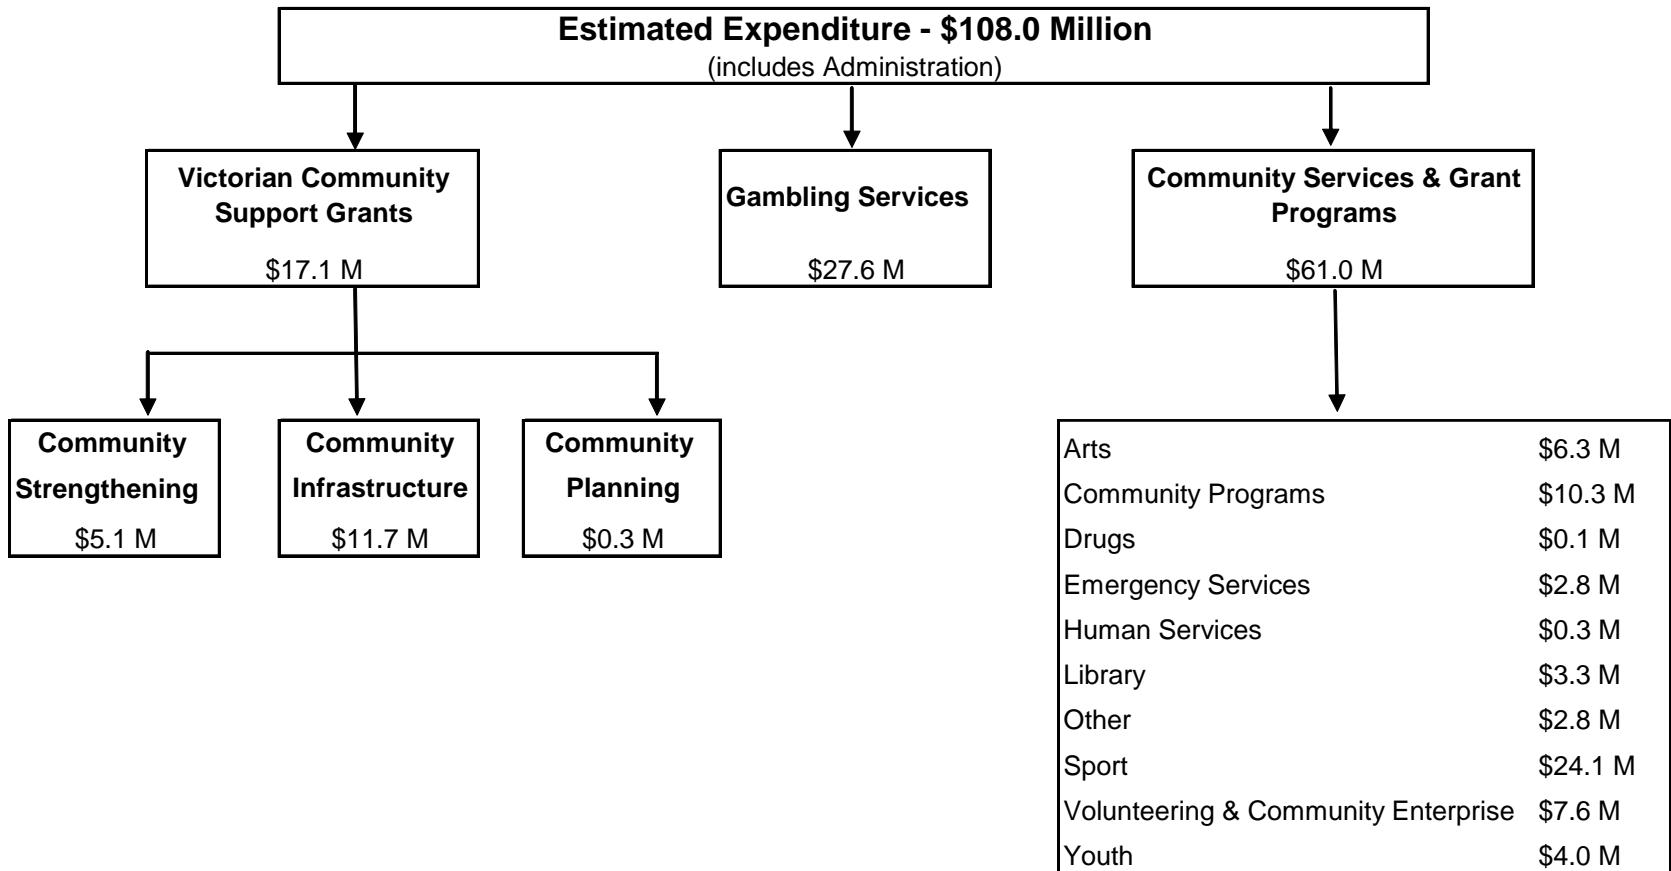 Estimated Expenditure - $108.0 Million
(includes Administration)
Victorian Community
Support Grants
$17.1 M
Gambling Services
$27.6 M
Community Services & Grant
Programs
$61.0 M
Community
Strengthening
$5.1 M
Community
Infrastructure
$11.7 M
Community
Planning
$0.3 M
Arts $6.3 M
Community Programs $10.3 M
Drugs $0.1 M
Emergency Services $2.8 M
Human Services $0.3 M
Library $3.3 M
Other $2.8 M
Sport $24.1 M
Volunteering & Community Enterprise $7.6 M
Youth $4.0 M